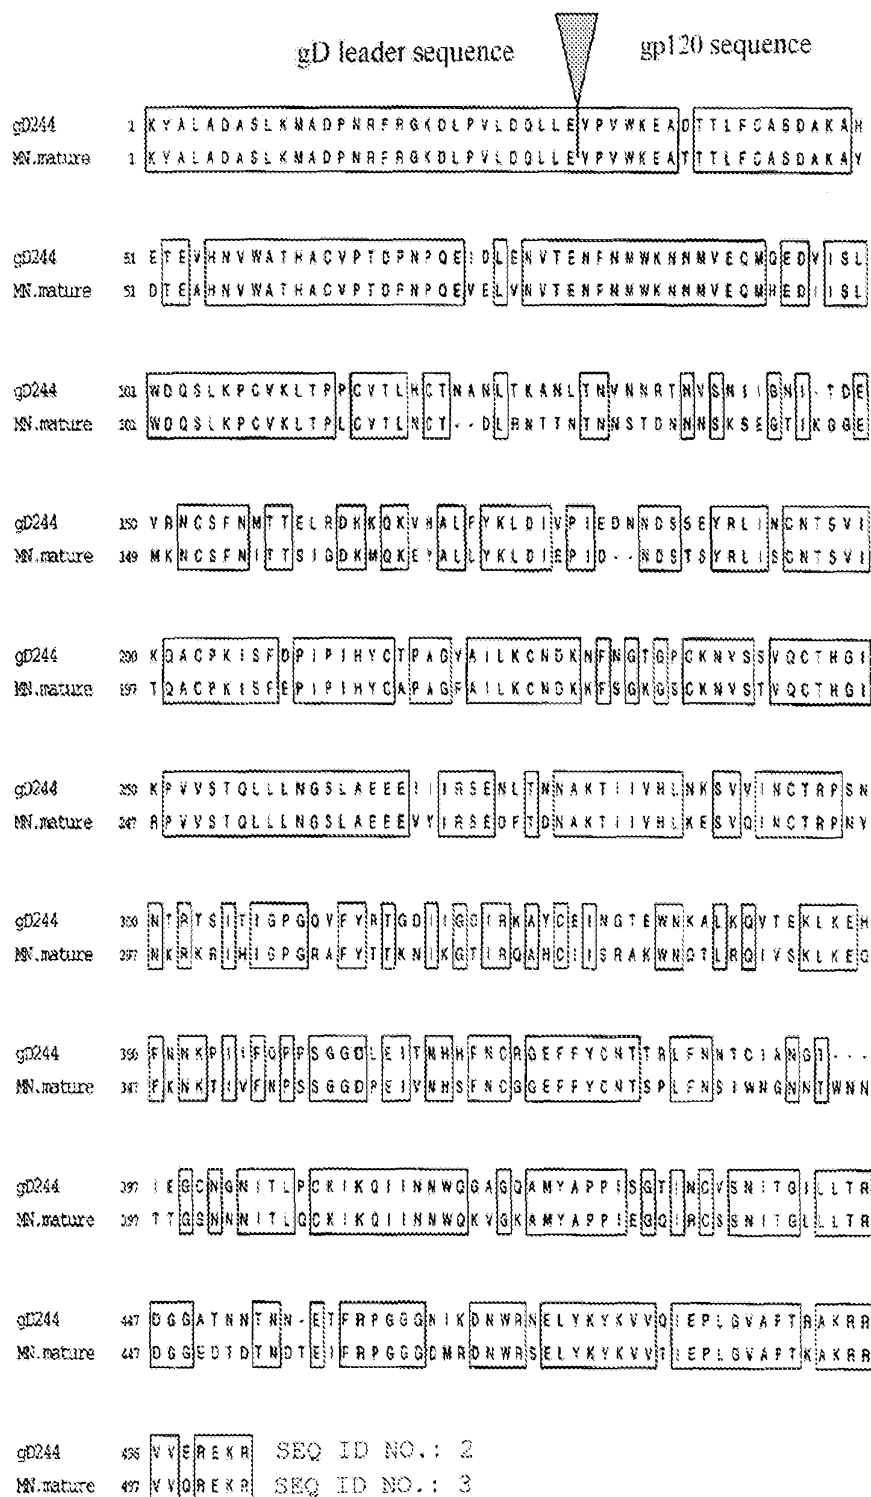 gD leader sequence gp120 sequence
gD244 1 KYALADASLKMADPNRFRGKDLPVLDQLLEVPVWKEADTTLFCASDAKAH
MN.mature 1 KYALADASLKMADPNRFRGKDLPVLDQLLEVPVWKEATTTLFCASDAKAY
gD244 51 ETEVHNVWATHACVPTDPNPQEIDLENVTENFNMWKNNMVEQMQEDVISL
MN.mature 51 DTEAHNVWATHACVPTDPNPQEVELVNVTENFNMWKNNMVEQMHEDIISL
gD244 101 WDQSLKPCVKLTPPCVTLHCTNANLTKANLTNVNNRTNVSNIIGNI-TDE
MN.mature 101 WDQSLKPCVKLTPLCVTLNCT--DLRNTTNTNNSTDNNNSKSEGTIKGGE
gD244 150 VRNCSFNMTTELRDKKQKVHALFYKLDIVPIEDNNDSSEYRLINCNTSVI
MN.mature 149 MKNCSFNITTSIGDKMQKEYALLYKLDIEPID--NDSTSYRLISCNTSVI
gD244 200 KQACPKISFDPIPIHYCTPAGYAILKCNDKNFNGTGPCKNVSSVQCTHGI
MN.mature 197 TQACPKISFEPIPIHYCAPAGFAILKCNDKKFSGKGSCKNVSTVQCTHGI
gD244 250 KPVVSTQLLLNGSLAEEEIIIRSENLTNNAKTIIVHLNKSVVINCTRPSN
MN.mature 247 RPVVSTQLLLNGSLAEEEVYIRSEDFTDNAKTIIVHLKESVQINCTRPNV
gD244 300 NTRTSITIGPGQVFYRTGDIIGDIRKAYCEINGTEWNKALKQVTEKLKEH
MN.mature 297 NKRKRIHIGPGRAFYTTKNIKGTIRQAHCIISRAKWNDTLRQIVSKLKEQ
gD244 350 FNNKPIIFQPPSGGDLEITMHHFNCRGEFFYCNTTRLFNNTCIANGT---
MN.mature 347 FKNKTIVFNPSSGGDPEIVMHSFNCGGEFFYCNTSPLFNSIWNGNNTWNN
gD244 397 IEGCNGNITLPCKIKQIINMWQGAGQAMYAPPISGTINCVSNITGILLTR
MN.mature 397 TTGSNNNITLQCKIKQIINMWQKVGKAMYAPPIEGQIRCSSNITGLLLTR
gD244 447 DGGATNNTNN-ETFRPGGGNIKDNWRNELYKYKVVQIEPLGVAPTRAKRR
MN.mature 447 DGGEDTDTNDTEIFRPGGGDMRDNWRSELYKYKVVTIEPLGVAPTKAKRR
gD244 496 VVEREKR SEQ ID NO.: 2
MN.mature 497 VVQREKR SEQ ID NO.: 3